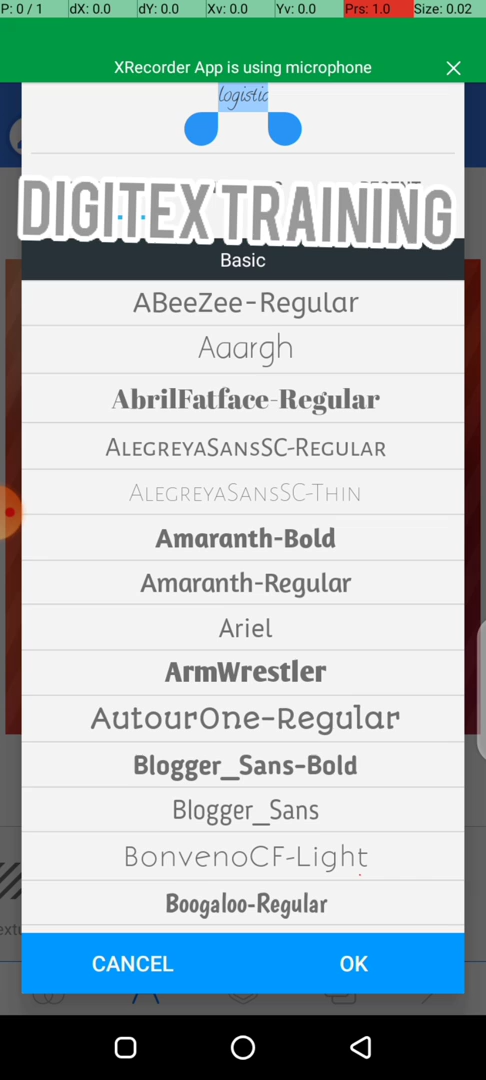 P: 0 / 1 dX: 0.0 dY: 0.0 Xv: 0.0 Yv: 0.0 Prs: 1.0 Size: 0.02
XRecorder App is using microphone
logistic
DIGITEX TRAINING
Basic
ABeeZee-Regular
Aaargh
AbrilFatface-Regular
AlegreyaSansSC-Regular
AlegreyaSansSC-Thin
Amaranth-Bold
Amaranth-Regular
Ariel
ArmWrestler
AutourOne-Regular
Blogger_Sans-Bold
Blogger_Sans
BonvenoCF-Light
Boogaloo-Regular
CANCEL OK